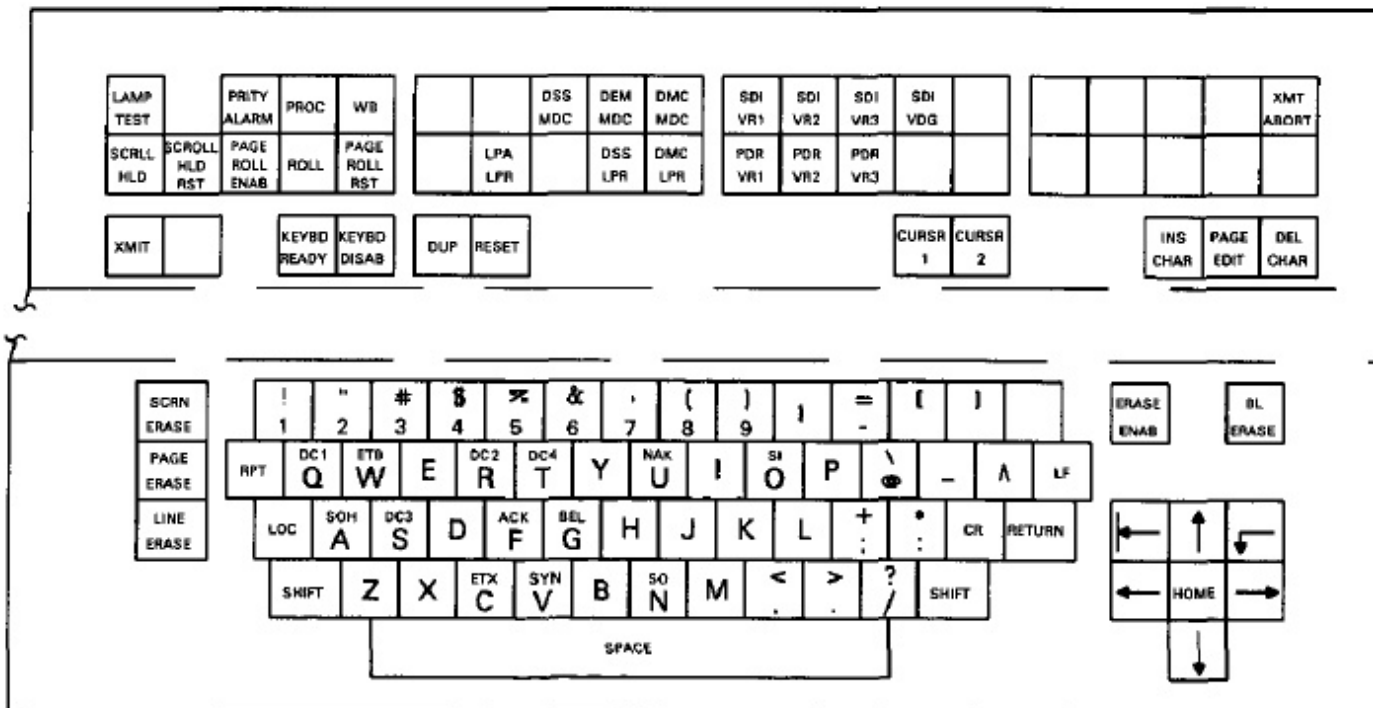 LAMP TEST PRITY ALARM PROC WB DSS MDC DEM MDC DMC MDC SDI VR1 SDI VR2 SDI VR3 SDI VDG XMT ABORT
SCRLL HLD SCROLL HLD RST PAGE ROLL ENAB ROLL PAGE ROLL RST LPA LPR DSS LPR DMC LPR PDR VR1 PDR VR2 PDR VR3
XMIT KEYBD READY KEYBD DISAB DUP RESET CURSR 1 CURSR 2 INS CHAR PAGE EDIT DEL CHAR
SCRN ERASE ! 1 " 2 # 3 $ 4 % 5 & 6 ' 7 ( 8 ) 9 = - [ ] ERASE ENAB BL ERASE
PAGE ERASE RPT DC1 Q ETB W E DC2 R DC4 T Y NAK U I SI O P \ @ _ Λ LF
LINE ERASE LOC SOH A DC3 S D ACK F BEL G H J K L + ; * : CR RETURN
SHIFT Z X ETX C SYN V B SO N M < , > . ? / SHIFT HOME
SPACE